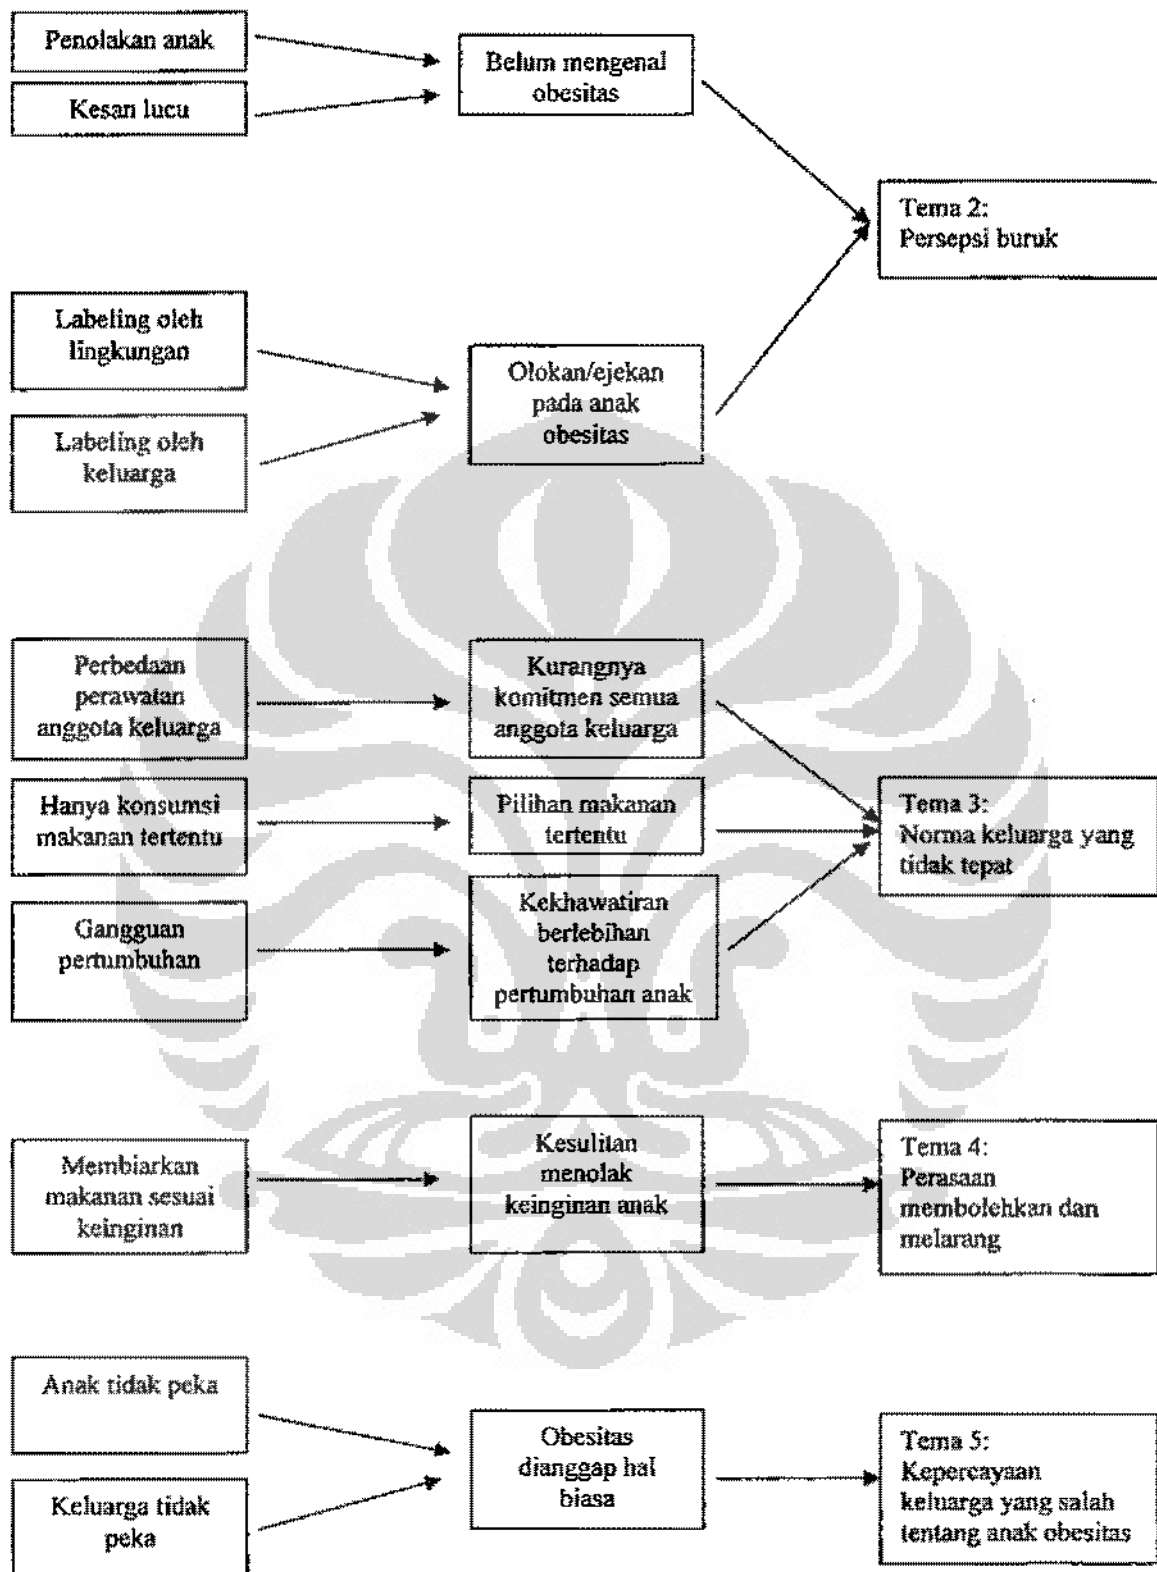 Penolakan anak
Kesan lucu
Belum mengenal
obesitas
Tema 2:
Persepsi buruk
Labeling oleh
lingkungan
Labeling oleh
keluarga
Olokan/ejekan
pada anak
obesitas
Perbedaan
perawatan
anggota keluarga
Kurangnya
komitmen semua
anggota keluarga
Hanya konsumsi
makanan tertentu
Pilihan makanan
tertentu
Gangguan
pertumbuhan
Kekhawatiran
berlebihan
terhadap
pertumbuhan anak
Tema 3:
Norma keluarga yang
tidak tepat
Membiarkan
makanan sesuai
keinginan
Kesulitan
menolak
keinginan anak
Tema 4:
Perasaan
membolehkan dan
melarang
Anak tidak peka
Keluarga tidak
peka
Obesitas
dianggap hal
biasa
Tema 5:
Kepercayaan
keluarga yang salah
tentang anak obesitas